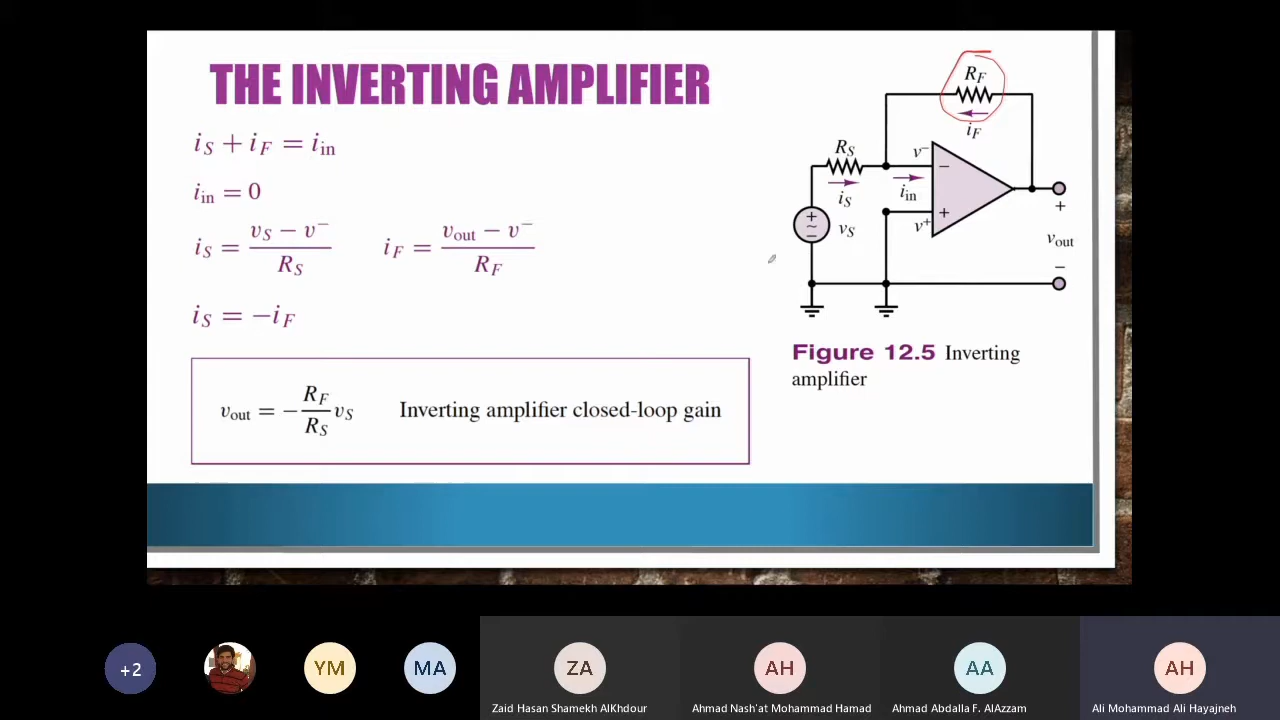 THE INVERTING AMPLIFIER
i_S + i_F = i_in
i_in = 0
i_S = (v_S − v⁻) / R_S    i_F = (v_out − v⁻) / R_F
i_S = −i_F
v_out = −(R_F / R_S) v_S    Inverting amplifier closed-loop gain
R_F
i_F
R_S
v⁻
−
i_S
i_in
+
v⁺
+
~
−
v_S
+
v_out
−
Figure 12.5 Inverting
amplifier
+2
YM
MA
ZA
AH
AA
AH
Zaid Hasan Shamekh AlKhdour
Ahmad Nash'at Mohammad Hamad
Ahmad Abdalla F. AlAzzam
Ali Mohammad Ali Hayajneh